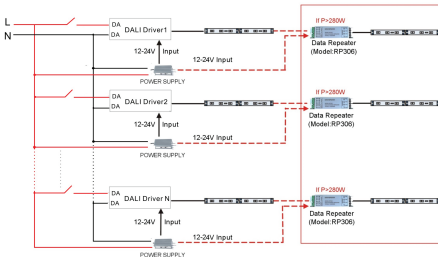 If P>280W
L
DA
DALI Driver1
N
DA
Data Repeater
(Model:RP306)
12-24V Input
12-24V Input
POWER SUPPLY
If P>280W
DA
DALI Driver2
DA
Data Repeater
(Model:RP306)
12-24V Input
12-24V Input
POWER SUPPLY
If P>280W
DA
DALI Driver N
DA
Data Repeater
(Model:RP306)
12-24V Input
12-24V Input
POWER SUPPLY